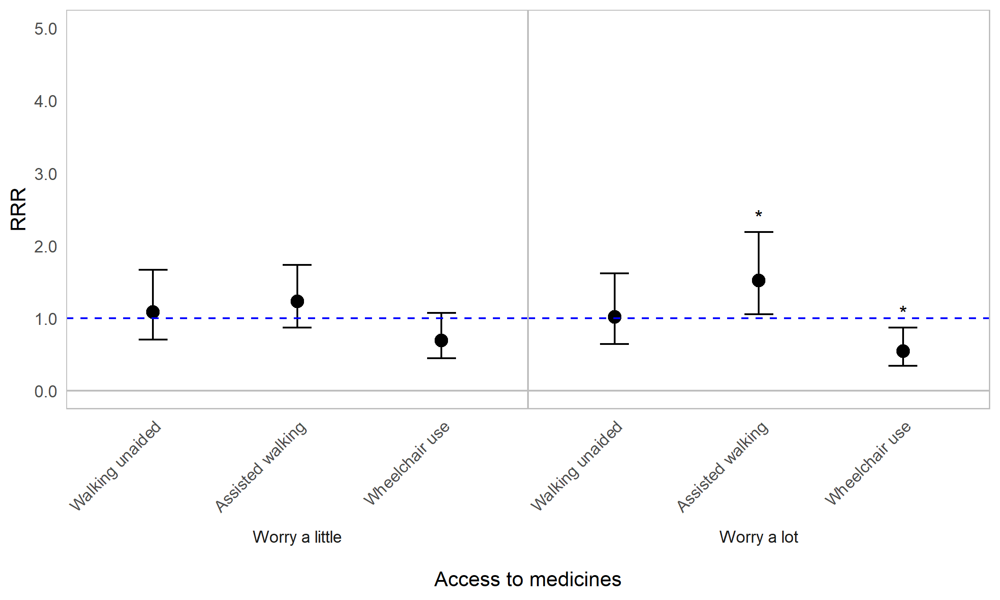 5.0
4.0
3.0
2.0
1.0
0.0
RRR
*
*
Walking unaided
Assisted walking
Wheelchair use
Walking unaided
Assisted walking
Wheelchair use
Worry a little
Worry a lot
Access to medicines